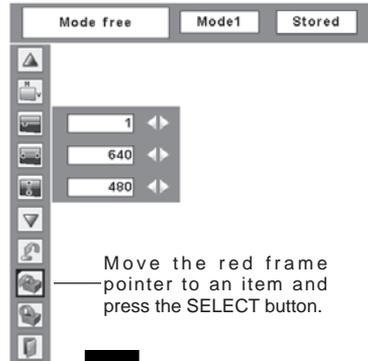 Mode free Mode1 Stored
H
V
1
640
480
Move the red frame
pointer to an item and
press the SELECT button.